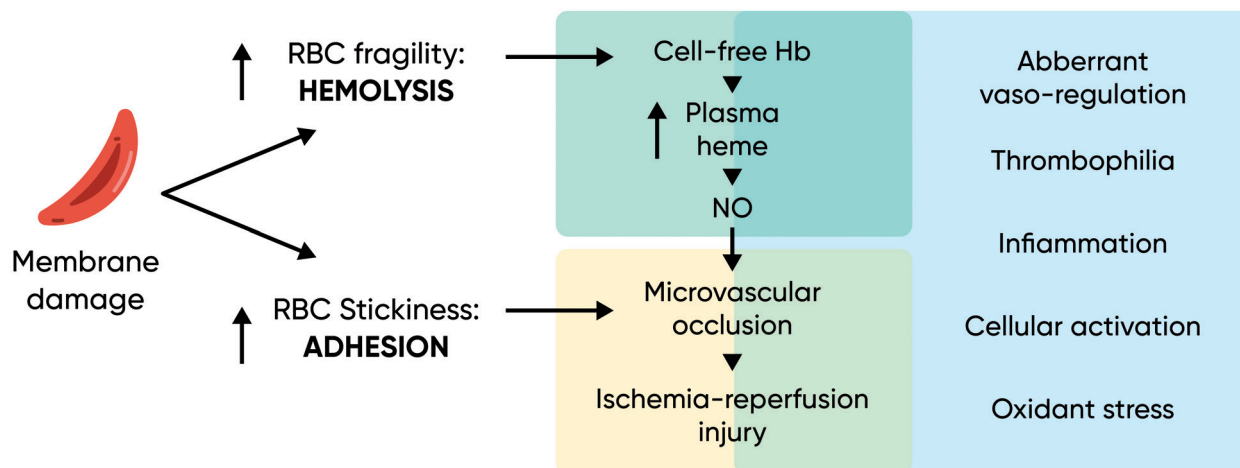 RBC fragility:
HEMOLYSIS
Membrane
damage
RBC Stickiness:
ADHESION
Cell-free Hb
Plasma
heme
NO
Microvascular
occlusion
Ischemia-reperfusion
injury
Abberrant
vaso-regulation
Thrombophilia
Infiammation
Cellular activation
Oxidant stress